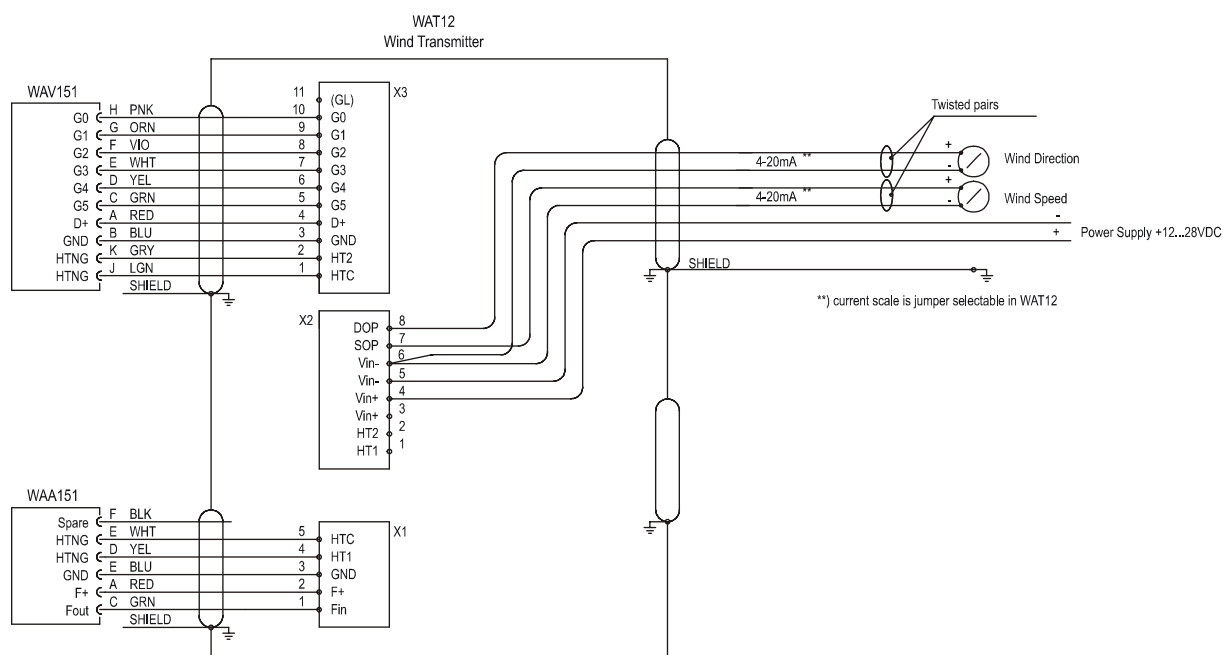 WAT12
Wind Transmitter
WAV151
G0 H PNK 10 G0
G1 G ORN 9 G1
G2 F VIO 8 G2
G3 E WHT 7 G3
G4 D YEL 6 G4
G5 C GRN 5 G5
D+ A RED 4 D+
GND B BLU 3 GND
HTNG K GRY 2 HT2
HTNG J LGN 1 HTC
SHIELD
11 (GL)
X3
Twisted pairs
4-20mA ** + - Wind Direction
4-20mA ** + - Wind Speed
-
+ Power Supply +12...28VDC
SHIELD
**) current scale is jumper selectable in WAT12
X2
DOP 8
SOP 7
Vin- 6
Vin- 5
Vin+ 4
Vin+ 3
HT2 2
HT1 1
WAA151
Spare F BLK
HTNG E WHT 5 HTC
HTNG D YEL 4 HT1
GND E BLU 3 GND
F+ A RED 2 F+
Fout C GRN 1 Fin
SHIELD
X1